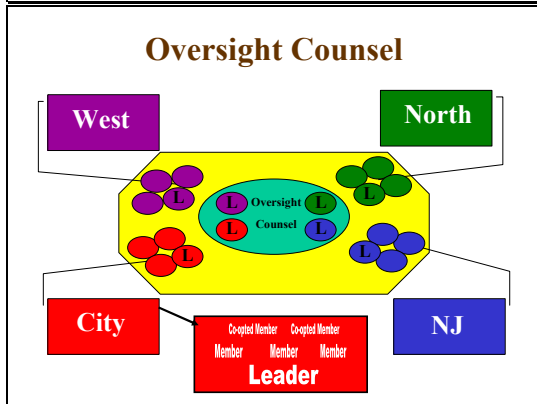 Oversight Counsel
West
North
L
L
L
Oversight
L
L
Counsel
L
L
L
City
NJ
Co-opted Member Co-opted Member
Member Member Member
Leader